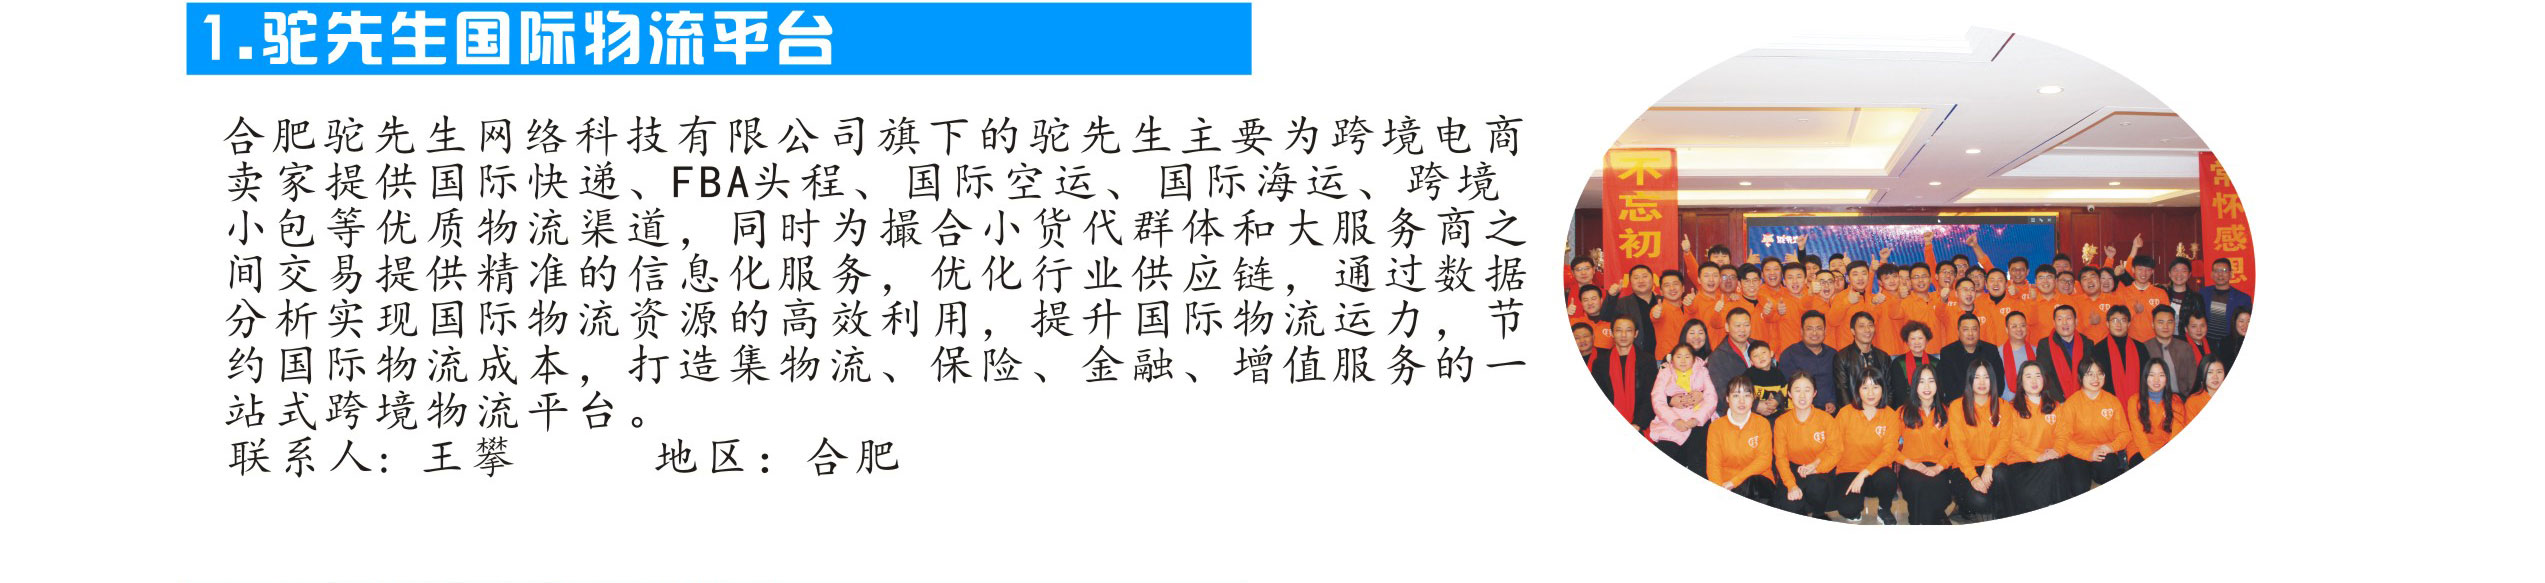 1.驼先生国际物流平台
合肥驼先生网络科技有限公司旗下的驼先生主要为跨境电商
卖家提供国际快递、FBA头程、国际空运、国际海运、跨境
小包等优质物流渠道，同时为撮合小货代群体和大服务商之
间交易提供精准的信息化服务，优化行业供应链，通过数据
分析实现国际物流资源的高效利用，提升国际物流运力，节
约国际物流成本，打造集物流、保险、金融、增值服务的一
站式跨境物流平台。
联系人：王攀 地区：合肥
不忘初
常怀感恩